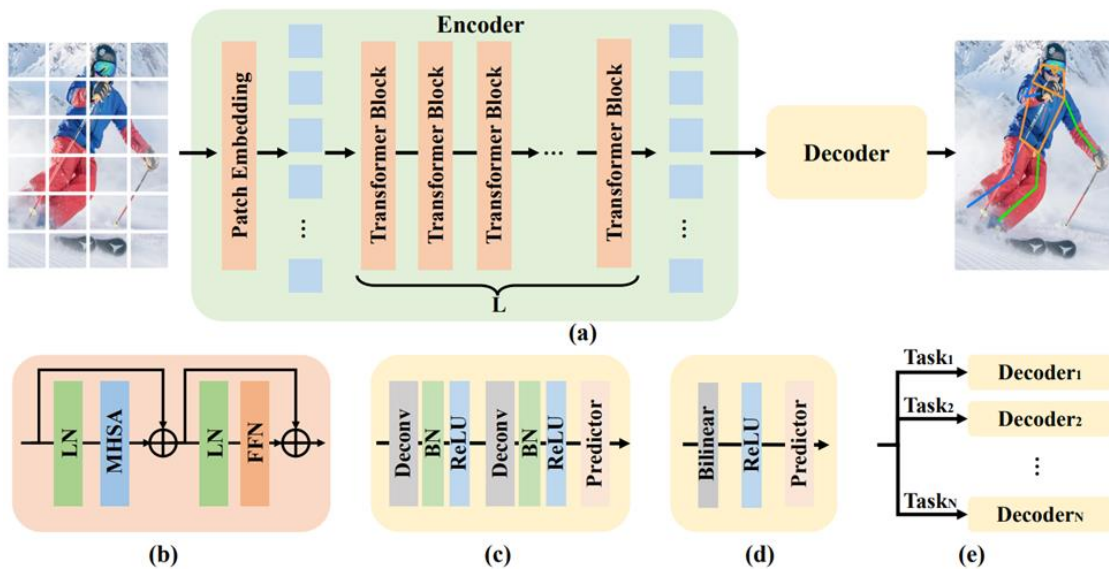 Encoder
Patch Embedding
Transformer Block
Transformer Block
Transformer Block
...
Transformer Block
...
...
L
Decoder
(a)
LN
MHSA
LN
FFN
(b)
Deconv
BN
ReLU
Deconv
BN
ReLU
Predictor
(c)
Bilinear
ReLU
Predictor
(d)
Task1
Decoder1
Task2
Decoder2
...
TaskN
DecoderN
(e)